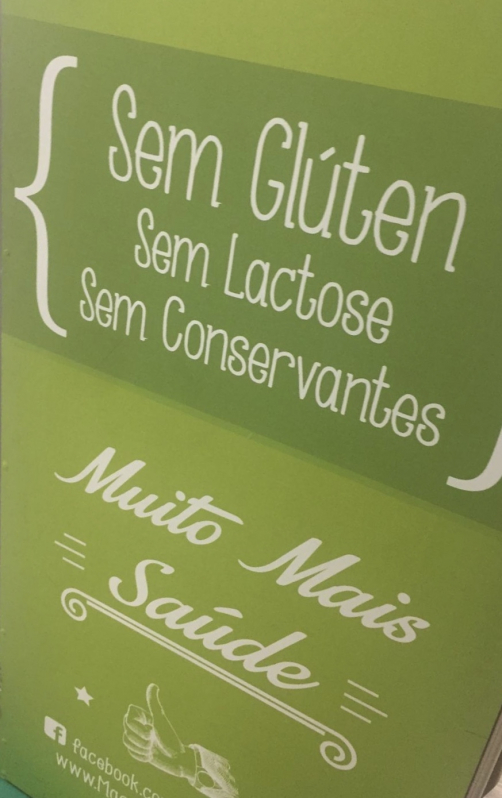 Sem Glúten
Sem Lactose
Sem Conservantes
Muito Mais
Saúde